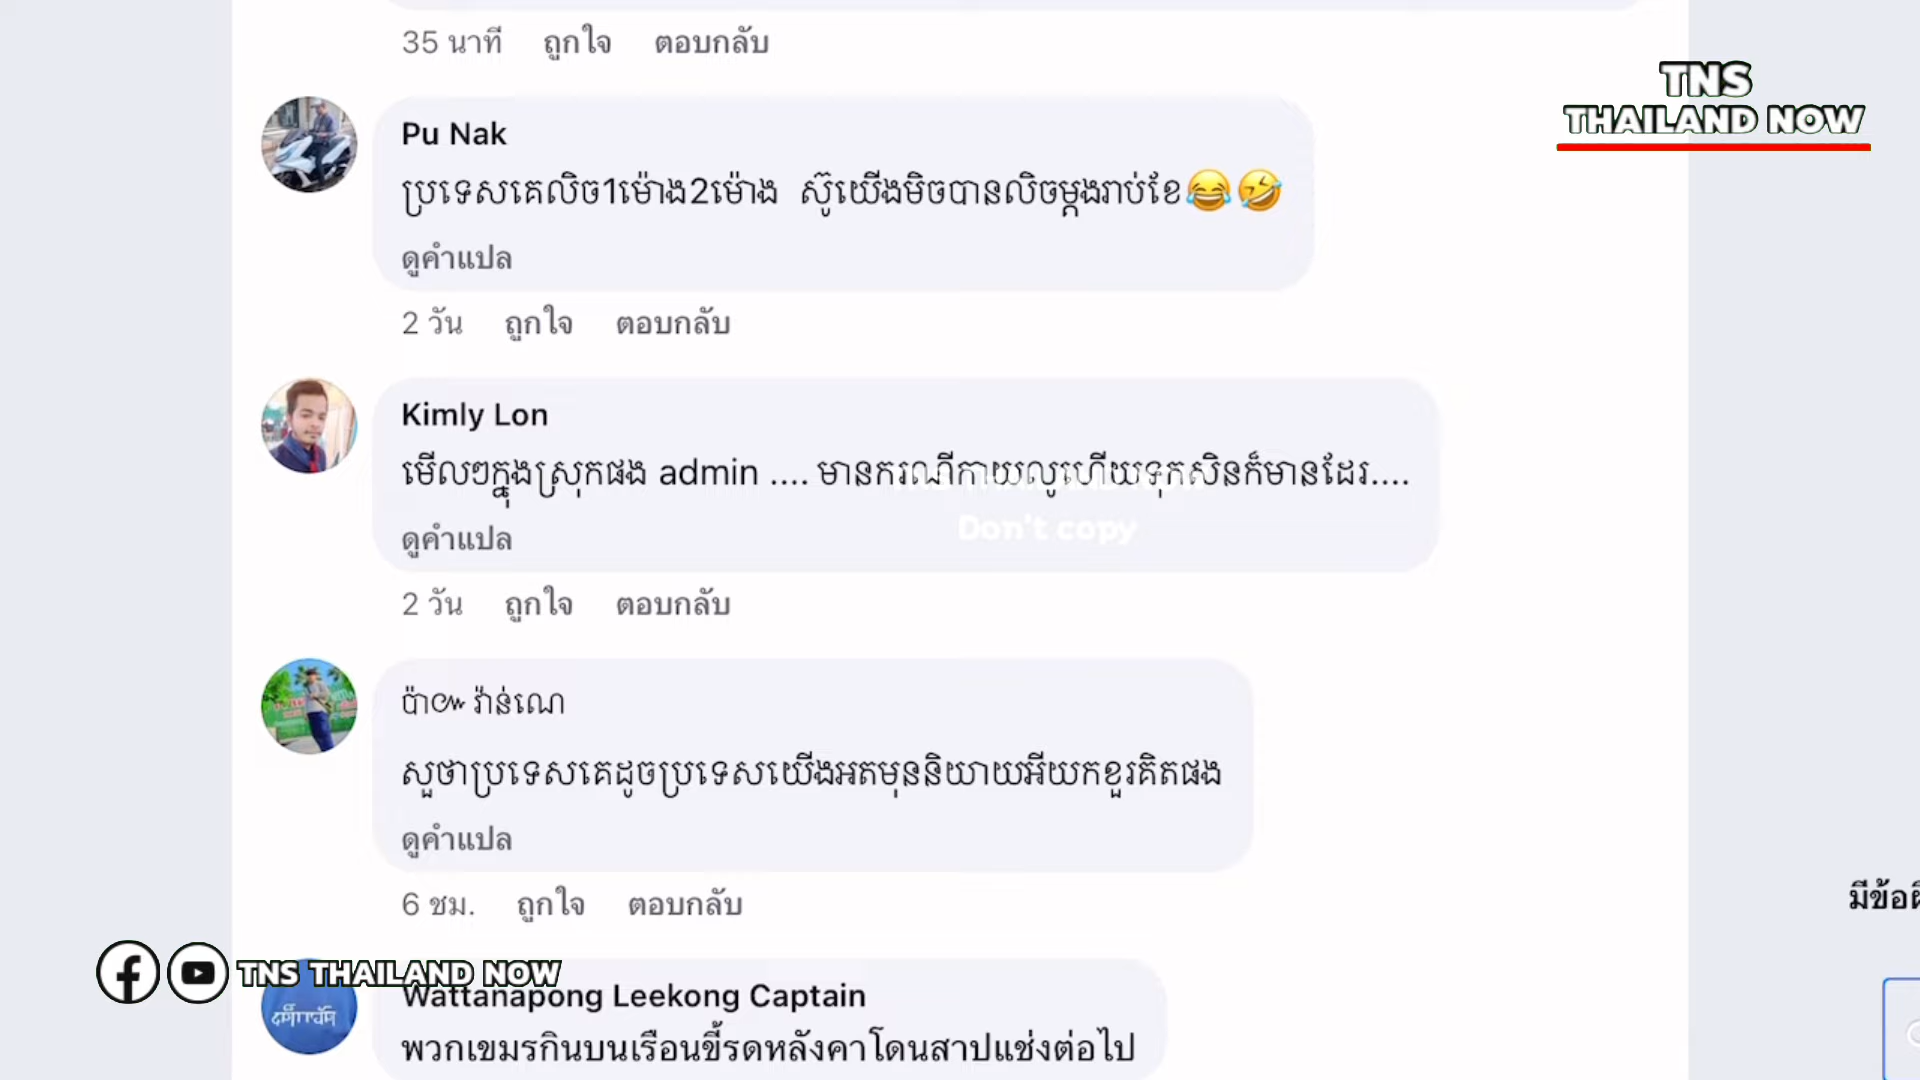 35 นาที ถูกใจ ตอบกลับ
TNS
THAILAND NOW
Pu Nak
ប្រទេសគេលិច1ម៉ោង2ម៉ោង ស៊ូយើងមិចបានលិចម្តងរាប់ខែ😂🤣
ดูคำแปล
2 วัน ถูกใจ ตอบกลับ
Kimly Lon
មើលៗក្នុងស្រុកផង admin .... មានករណីកាយលូហើយទុកសិនក៏មានដែរ....
Don't copy
ดูคำแปล
2 วัน ถูกใจ ตอบกลับ
វ៉ាន់ណេ
សួថាប្រទេសគេដូចប្រទេសយើងអតមុននិយាយអីយកខួរគិតផង
ดูคำแปล
6 ชม. ถูกใจ ตอบกลับ
มีข้อ
TNS THAILAND NOW
Wattanapong Leekong Captain
พวกเขมรกินบนเรือนขี้รดหลังคาโดนสาปแช่งต่อไป